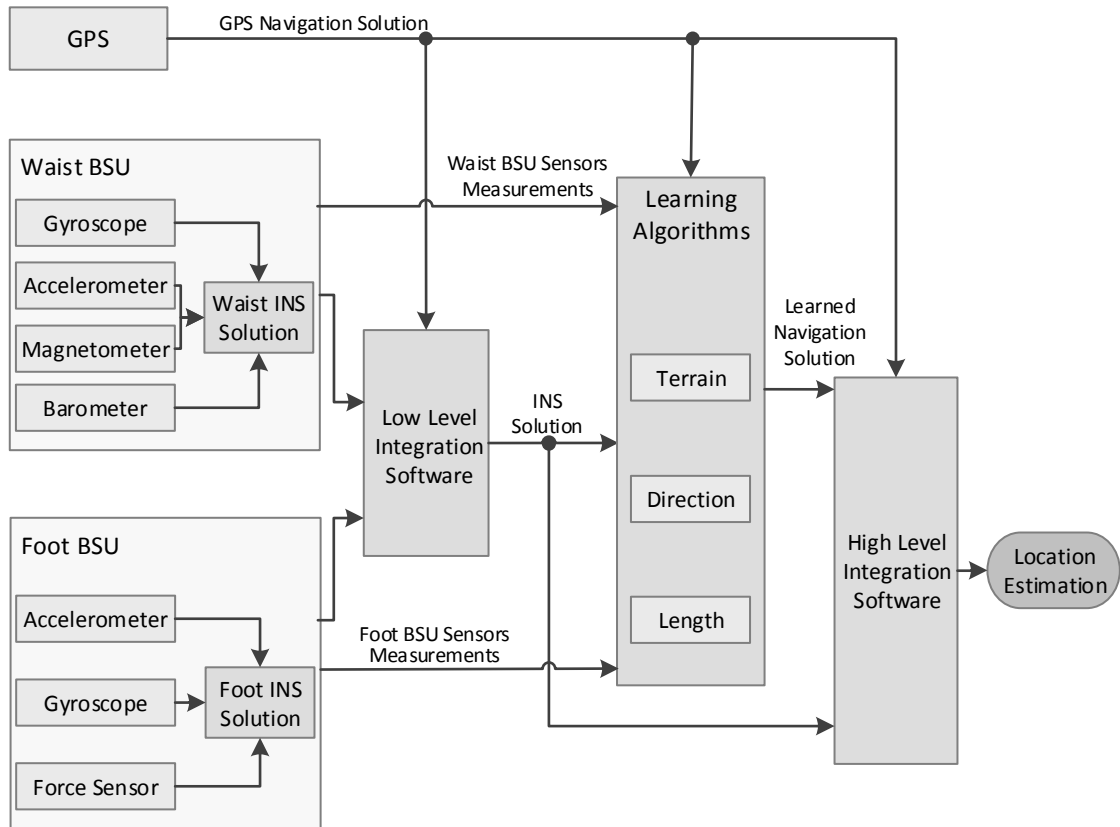 GPS
GPS Navigation Solution
Waist BSU
Gyroscope
Accelerometer
Magnetometer
Barometer
Waist INS
Solution
Waist BSU Sensors
Measurements
Learning
Algorithms
Terrain
Direction
Length
Low Level
Integration
Software
INS
Solution
Learned
Navigation
Solution
Foot BSU
Accelerometer
Gyroscope
Force Sensor
Foot INS
Solution
Foot BSU Sensors
Measurements
High Level
Integration
Software
Location
Estimation